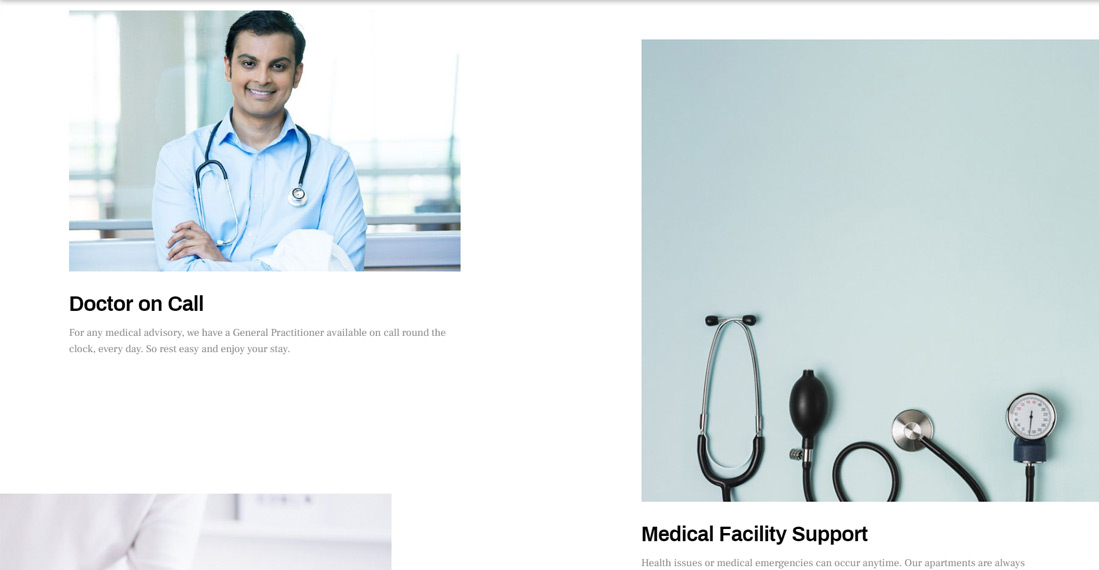 Doctor on Call
For any medical advisory, we have a General Practitioner available on call round the
clock, every day. So rest easy and enjoy your stay.
Medical Facility Support
Health issues or medical emergencies can occur anytime. Our apartments are always